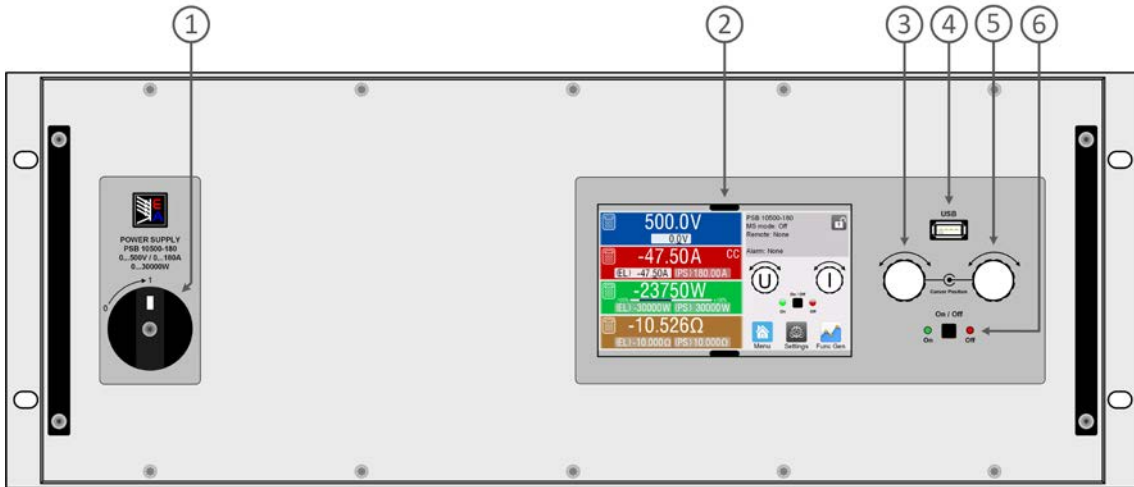 1
2
3
4
5
6
EA
POWER SUPPLY
PSB 10500-180
0...500V / 0...180A
0...30000W
0
1
500.0V
0.0V
-47.50A
CC
(EL) -47.50A (PS) 180.00A
-23750W
-100% +100%
(EL) -30000W (PS) 30000W
-10.526Ω
(EL) -10.000Ω (PS) 10.000Ω
PSB 10500-180
MS mode: Off
Remote: None
Alarm: None
U
I
On / Off
On
Off
Menu
Settings
Func Gen
USB
Cursor Position
On / Off
On
Off